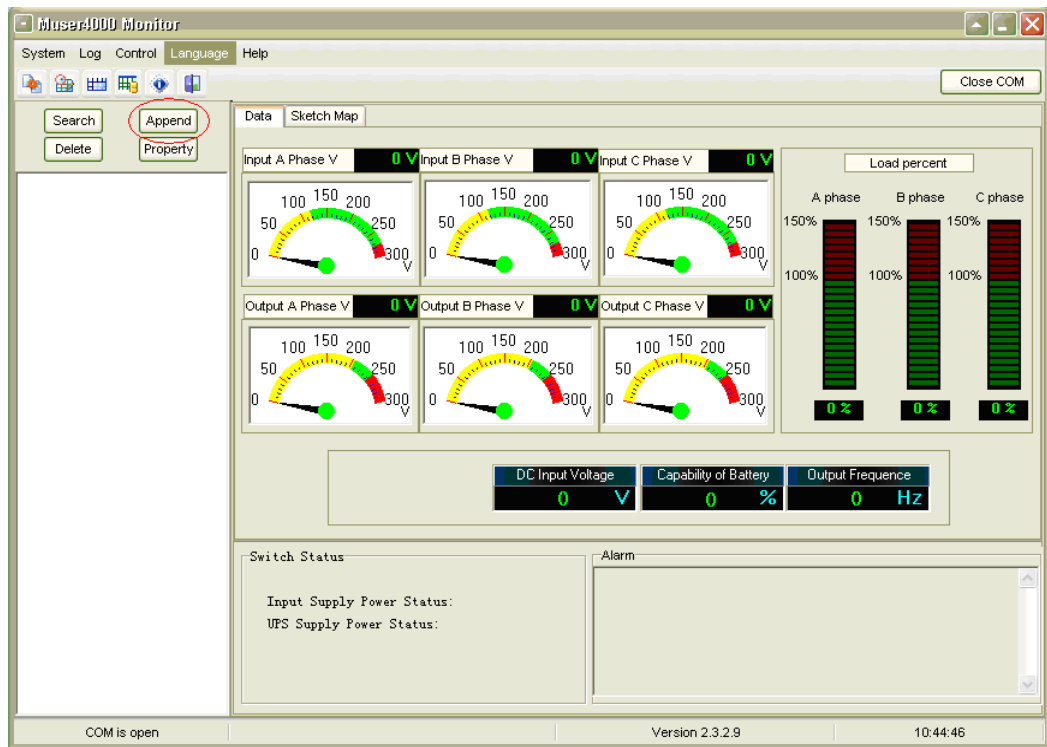 Muser4000 Monitor
System Log Control Language Help
Close COM
Search Append
Delete Property
Data Sketch Map
Input A Phase V 0 V Input B Phase V 0 V Input C Phase V 0 V
0 50 100 150 200 250 300 V
0 50 100 150 200 250 300 V
0 50 100 150 200 250 300 V
Output A Phase V 0 V Output B Phase V 0 V Output C Phase V 0 V
0 50 100 150 200 250 300 V
0 50 100 150 200 250 300 V
0 50 100 150 200 250 300 V
Load percent
A phase B phase C phase
150% 150% 150%
100% 100% 100%
0 % 0 % 0 %
DC Input Voltage Capability of Battery Output Frequence
0 V 0 % 0 Hz
Switch Status
Input Supply Power Status:
UPS Supply Power Status:
Alarm
COM is open Version 2.3.2.9 10:44:46